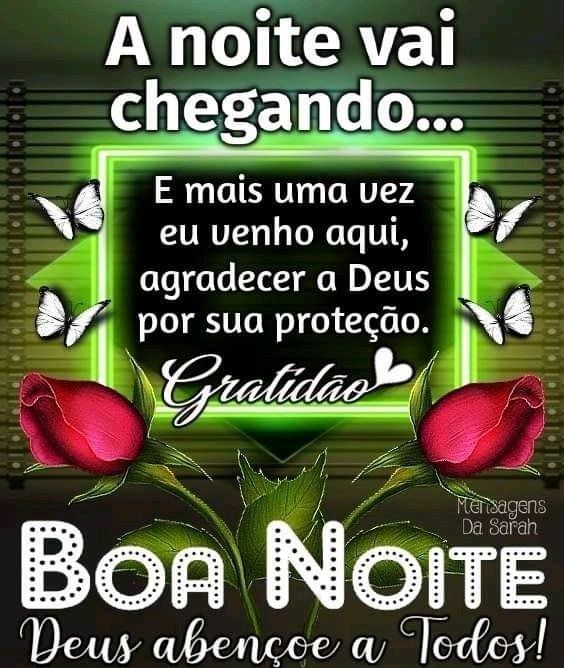 A noite vai
chegando...
E mais uma vez
eu venho aqui,
agradecer a Deus
por sua proteção.
Gratidão
Mensagens
Da Sarah
BOA NOITE
Deus abençoe a Todos!